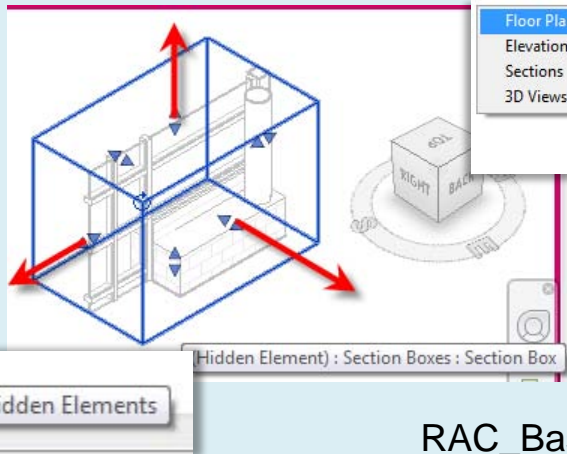 Floor Pla
Elevation
Sections
3D Views
TOP
RIGHT
BACK
(Hidden Element) : Section Boxes : Section Box
idden Elements
RAC_Ba